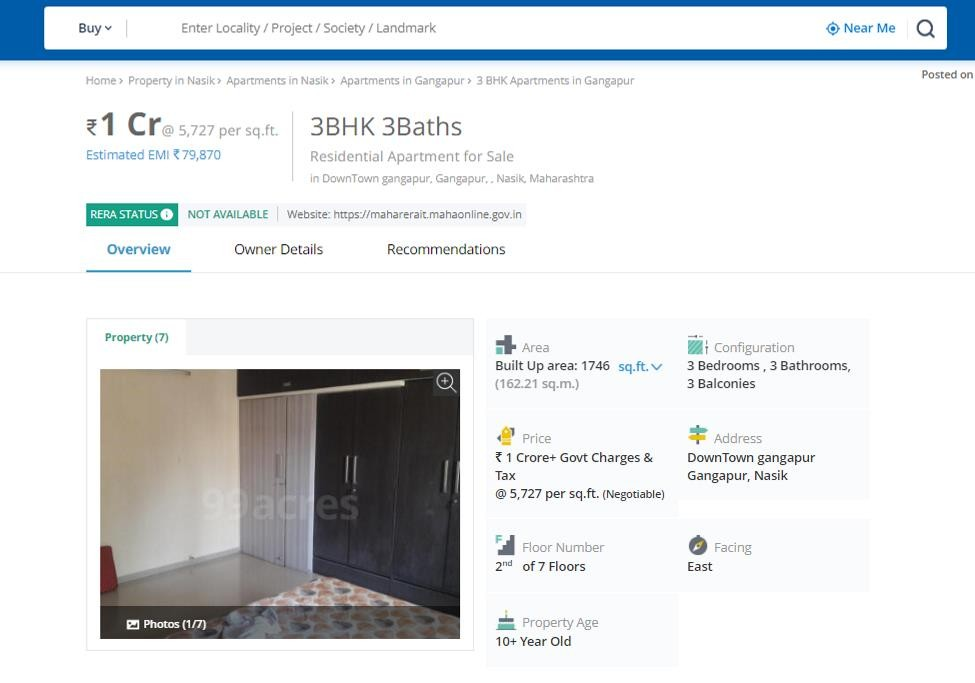 Buy
Enter Locality / Project / Society / Landmark
Near Me
Home › Property in Nasik › Apartments in Nasik › Apartments in Gangapur › 3 BHK Apartments in Gangapur
Posted on
₹ 1 Cr @ 5,727 per sq.ft.
Estimated EMI ₹ 79,870
3BHK 3Baths
Residential Apartment for Sale
in DownTown gangapur, Gangapur, , Nasik, Maharashtra
RERA STATUS i NOT AVAILABLE Website: https://maharerait.mahaonline.gov.in
Overview Owner Details Recommendations
Property (7)
99acres
Photos (1/7)
Area
Built Up area: 1746 sq.ft.
(162.21 sq.m.)
Configuration
3 Bedrooms , 3 Bathrooms,
3 Balconies
Price
₹ 1 Crore+ Govt Charges &
Tax
@ 5,727 per sq.ft. (Negotiable)
Address
DownTown gangapur
Gangapur, Nasik
Floor Number
2nd of 7 Floors
Facing
East
Property Age
10+ Year Old